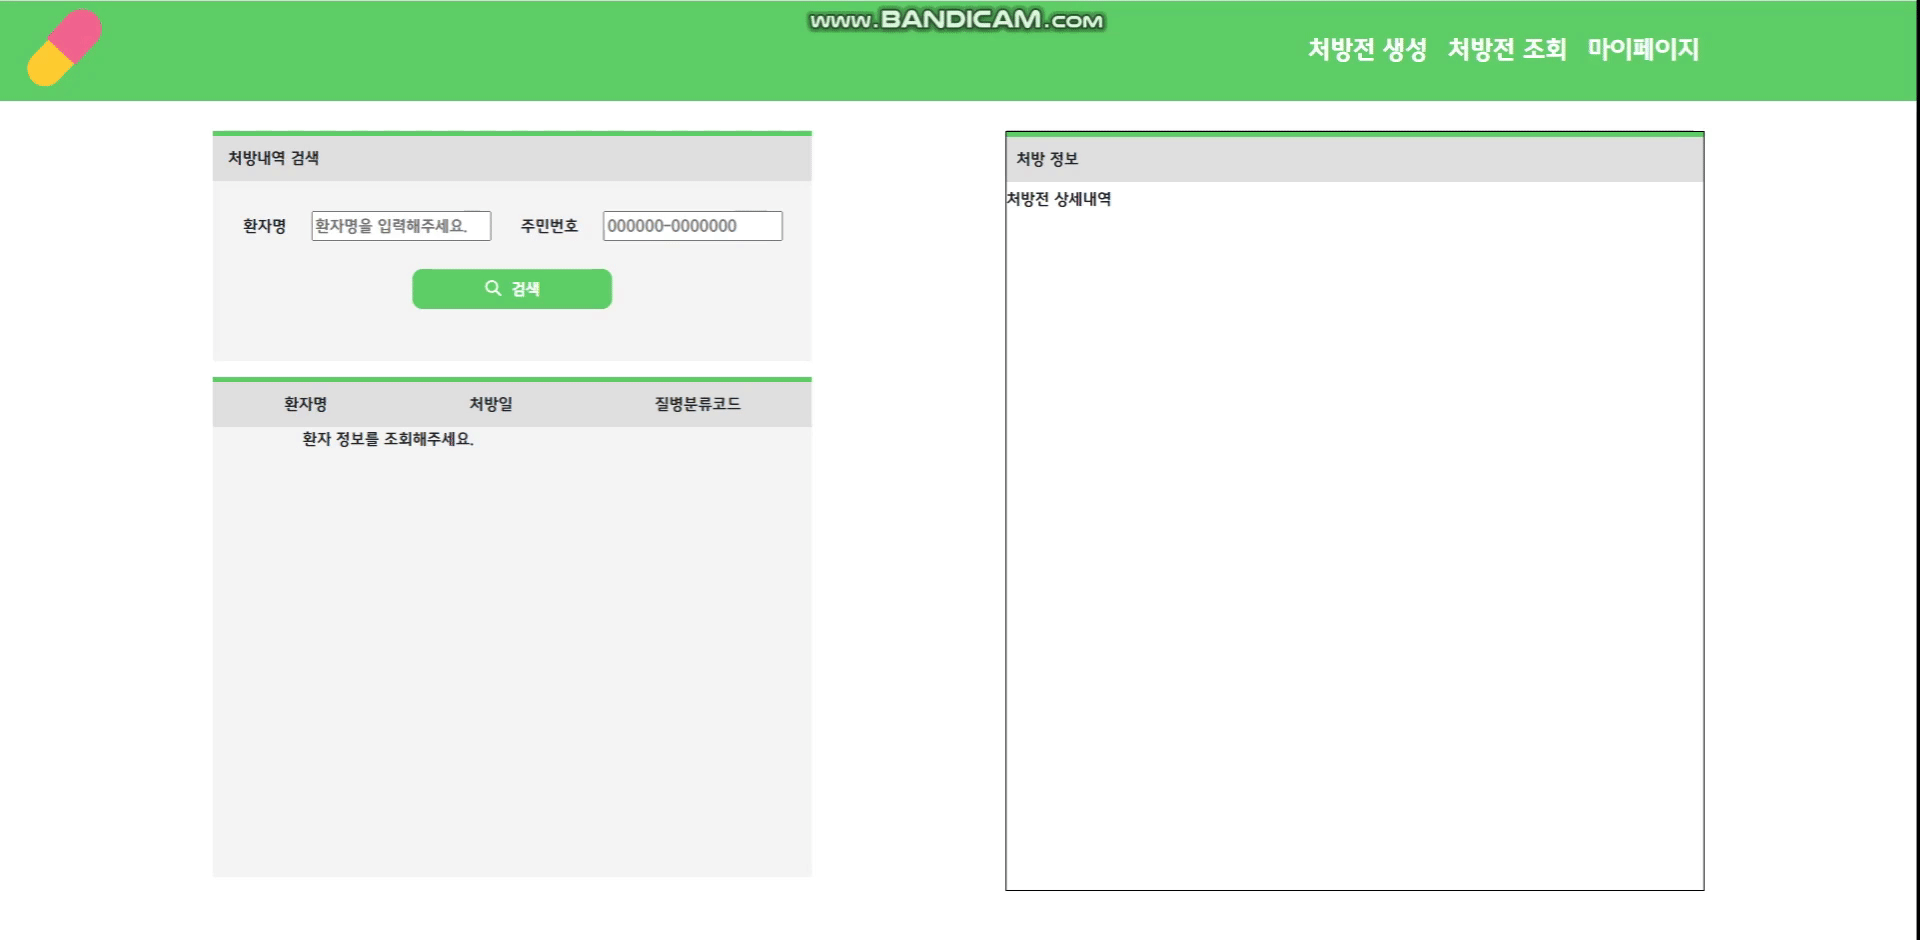 www.BANDICAM.com
처방전 생성 처방전 조회 마이페이지
처방내역 검색
환자명 환자명을 입력해주세요. 주민번호 000000-0000000
검색
환자명 처방일 질병분류코드
환자 정보를 조회해주세요.
처방 정보
처방전 상세내역